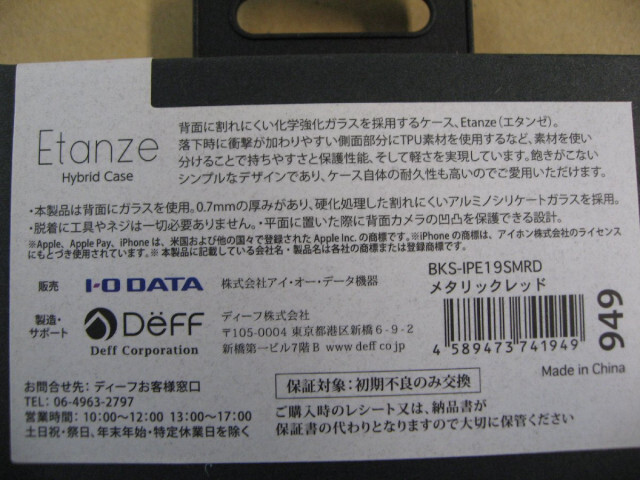 Etanze
Hybrid Case
背面に割れにくい化学強化ガラスを採用するケース、Etanze(エタンゼ)。
落下時に衝撃が加わりやすい側面部分にTPU素材を使用するなど、素材を使い
分けることで持ちやすさと保護性能、そして軽さを実現しています。飽きがこない
シンプルなデザインであり、ケース自体の耐久性も高いのでご愛用いただけます。
・本製品は背面にガラスを使用。0.7mmの厚みがあり、硬化処理した割れにくいアルミノシリケートガラスを採用。
・脱着に工具やネジは一切必要ありません。・平面に置いた際に背面カメラの凹凸を保護できる設計。
※Apple、Apple Pay、iPhoneは、米国および他の国々で登録されたApple Inc.の商標です。※iPhoneの商標は、アイホン株式会社のライセンス
にもとづき使用されています。※本製品に記載している会社名・製品名は各社の商標または登録商標です。
販売 I-O DATA 株式会社アイ・オー・データ機器
BKS-IPE19SMRD
メタリックレッド
製造・
サポート
DëFF
Deff Corporation
ディーフ株式会社
〒105-0004 東京都港区新橋6-9-2
新橋第一ビル7階B www.deff.co.jp
4 589473 741949
949
Made in China
お問合せ先：ディーフお客様窓口
TEL: 06-4963-2797
営業時間：10:00〜12:00 13:00〜17:00
土日祝・祭日、年末年始・特定休業日を除く
保証対象：初期不良のみ交換
ご購入時のレシート又は、納品書が
保証書の代わりとなりますので大切に保管ください